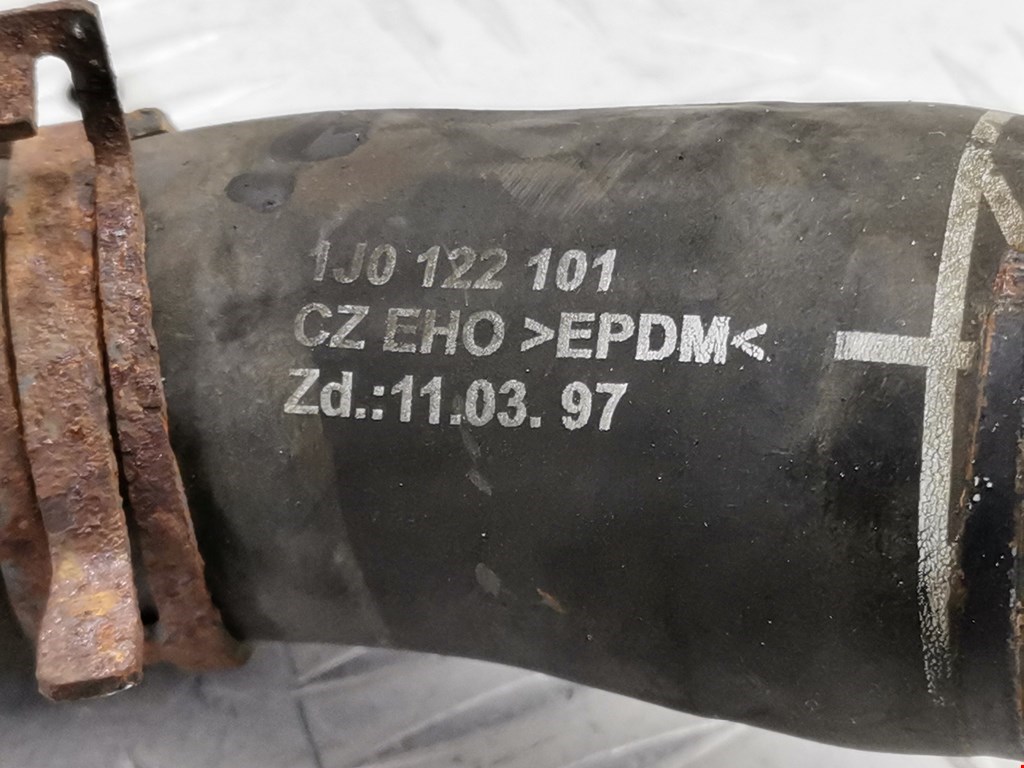 1J0 122 101
CZ EHO >EPDM<
Zd.:11.03. 97